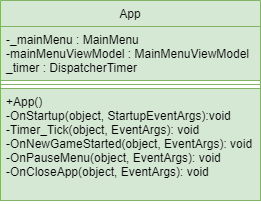 App
-_mainMenu : MainMenu
-mainMenuViewModel : MainMenuViewModel
_timer : DispatcherTimer
+App()
-OnStartup(object, StartupEventArgs):void
-Timer_Tick(object, EventArgs): void
-OnNewGameStarted(object, EventArgs): void
-OnPauseMenu(object, EventArgs): void
-OnCloseApp(object, EventArgs): void